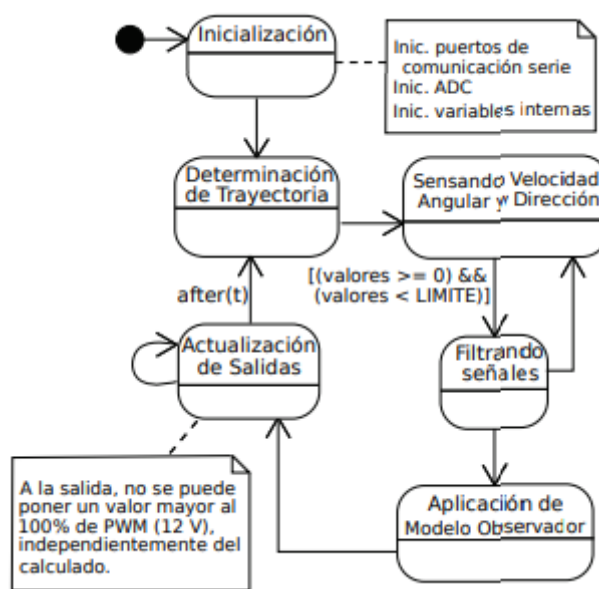 Inicialización
Inic. puertos de
comunicación serie
Inic. ADC
Inic. variables internas
Determinación
de Trayectoria
Sensando Velocidad
Angular y Dirección
[(valores >= 0) &&
(valores < LIMITE)]
after(t)
Actualización
de Salidas
Filtrando
señales
A la salida, no se puede
poner un valor mayor al
100% de PWM (12 V),
independientemente del
calculado.
Aplicación de
Modelo Observador